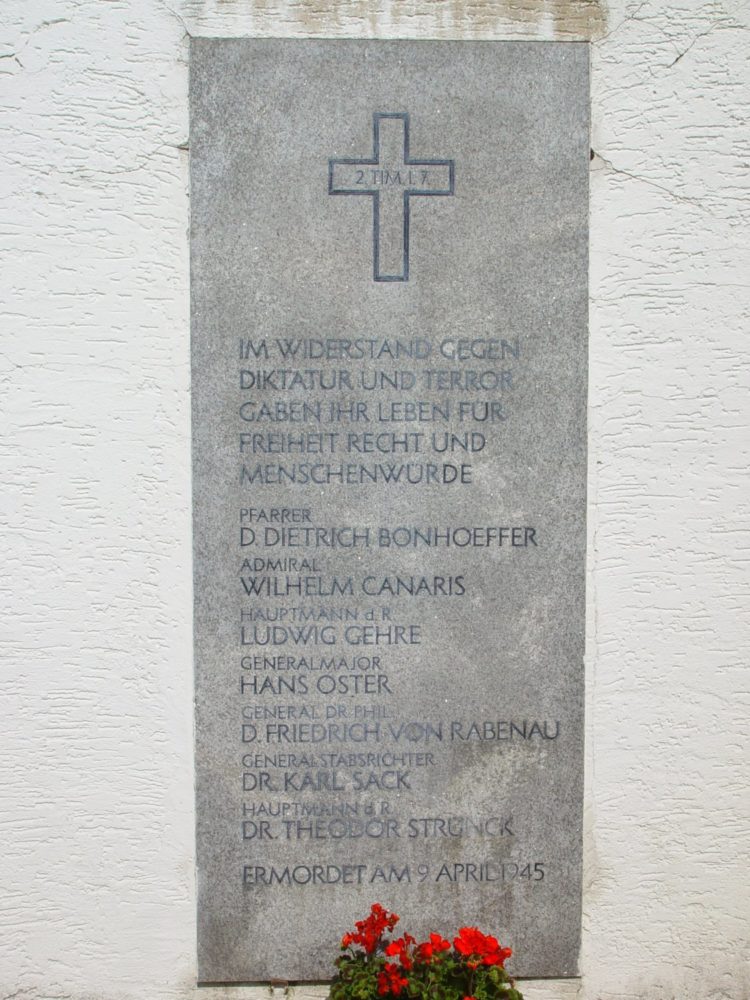 2. TIM. 1. 7.
IM WIDERSTAND GEGEN
DIKTATUR UND TERROR
GABEN IHR LEBEN FÜR
FREIHEIT RECHT UND
MENSCHENWÜRDE
PFARRER
D. DIETRICH BONHOEFFER
ADMIRAL
WILHELM CANARIS
HAUPTMANN d. R.
LUDWIG GEHRE
GENERALMAJOR
HANS OSTER
GENERAL DR. PHIL.
D. FRIEDRICH VON RABENAU
GENERALSTABSRICHTER
DR. KARL SACK
HAUPTMANN d. R.
DR. THEODOR STRÜNCK
ERMORDET AM 9 APRIL 1945